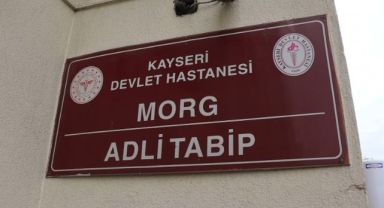 KAYSERİ
DEVLET HASTANESİ
MORG
ADLİ TABİP